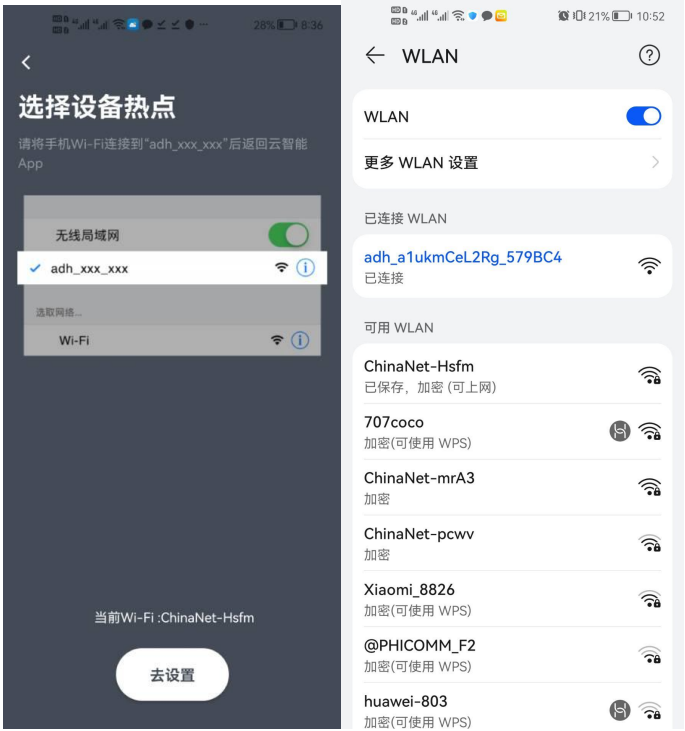 28% 8:36
选择设备热点
请将手机Wi-Fi连接到“adh_xxx_xxx”后返回云智能
App
无线局域网
adh_xxx_xxx
选取网络...
Wi-Fi
当前Wi-Fi :ChinaNet-Hsfm
去设置
21% 10:52
WLAN
WLAN
更多 WLAN 设置
已连接 WLAN
adh_a1ukmCeL2Rg_579BC4
已连接
可用 WLAN
ChinaNet-Hsfm
已保存，加密 (可上网)
707coco
加密(可使用 WPS)
ChinaNet-mrA3
加密
ChinaNet-pcwv
加密
Xiaomi_8826
加密(可使用 WPS)
@PHICOMM_F2
加密(可使用 WPS)
huawei-803
加密(可使用 WPS)